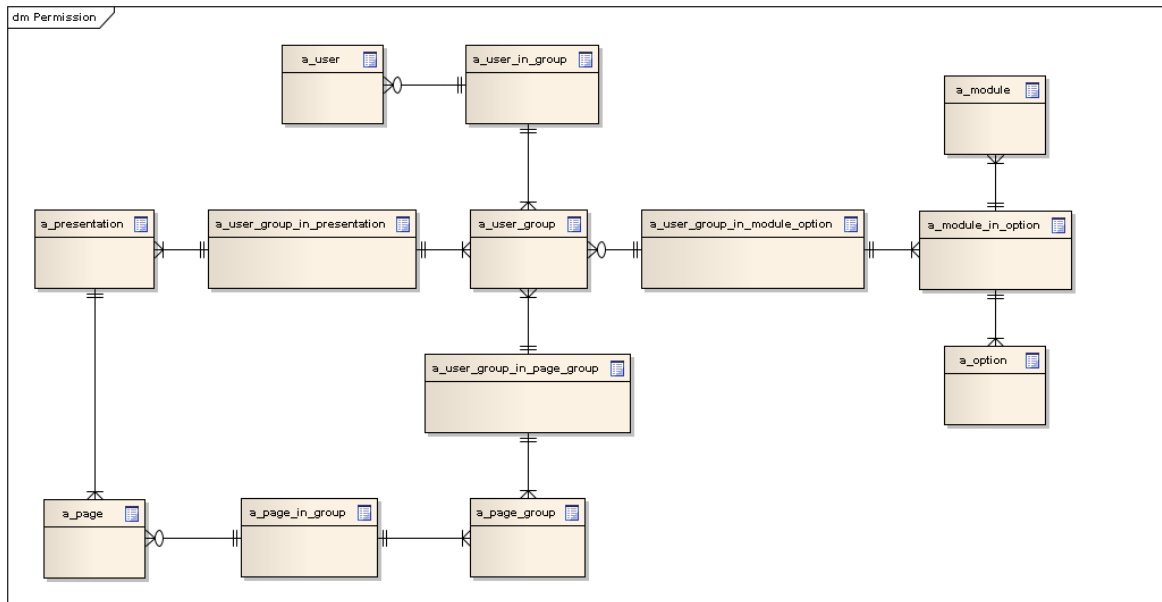 dm Permission
a_user
a_user_in_group
a_module
a_presentation
a_user_group_in_presentation
a_user_group
a_user_group_in_module_option
a_module_in_option
a_user_group_in_page_group
a_option
a_page
a_page_in_group
a_page_group